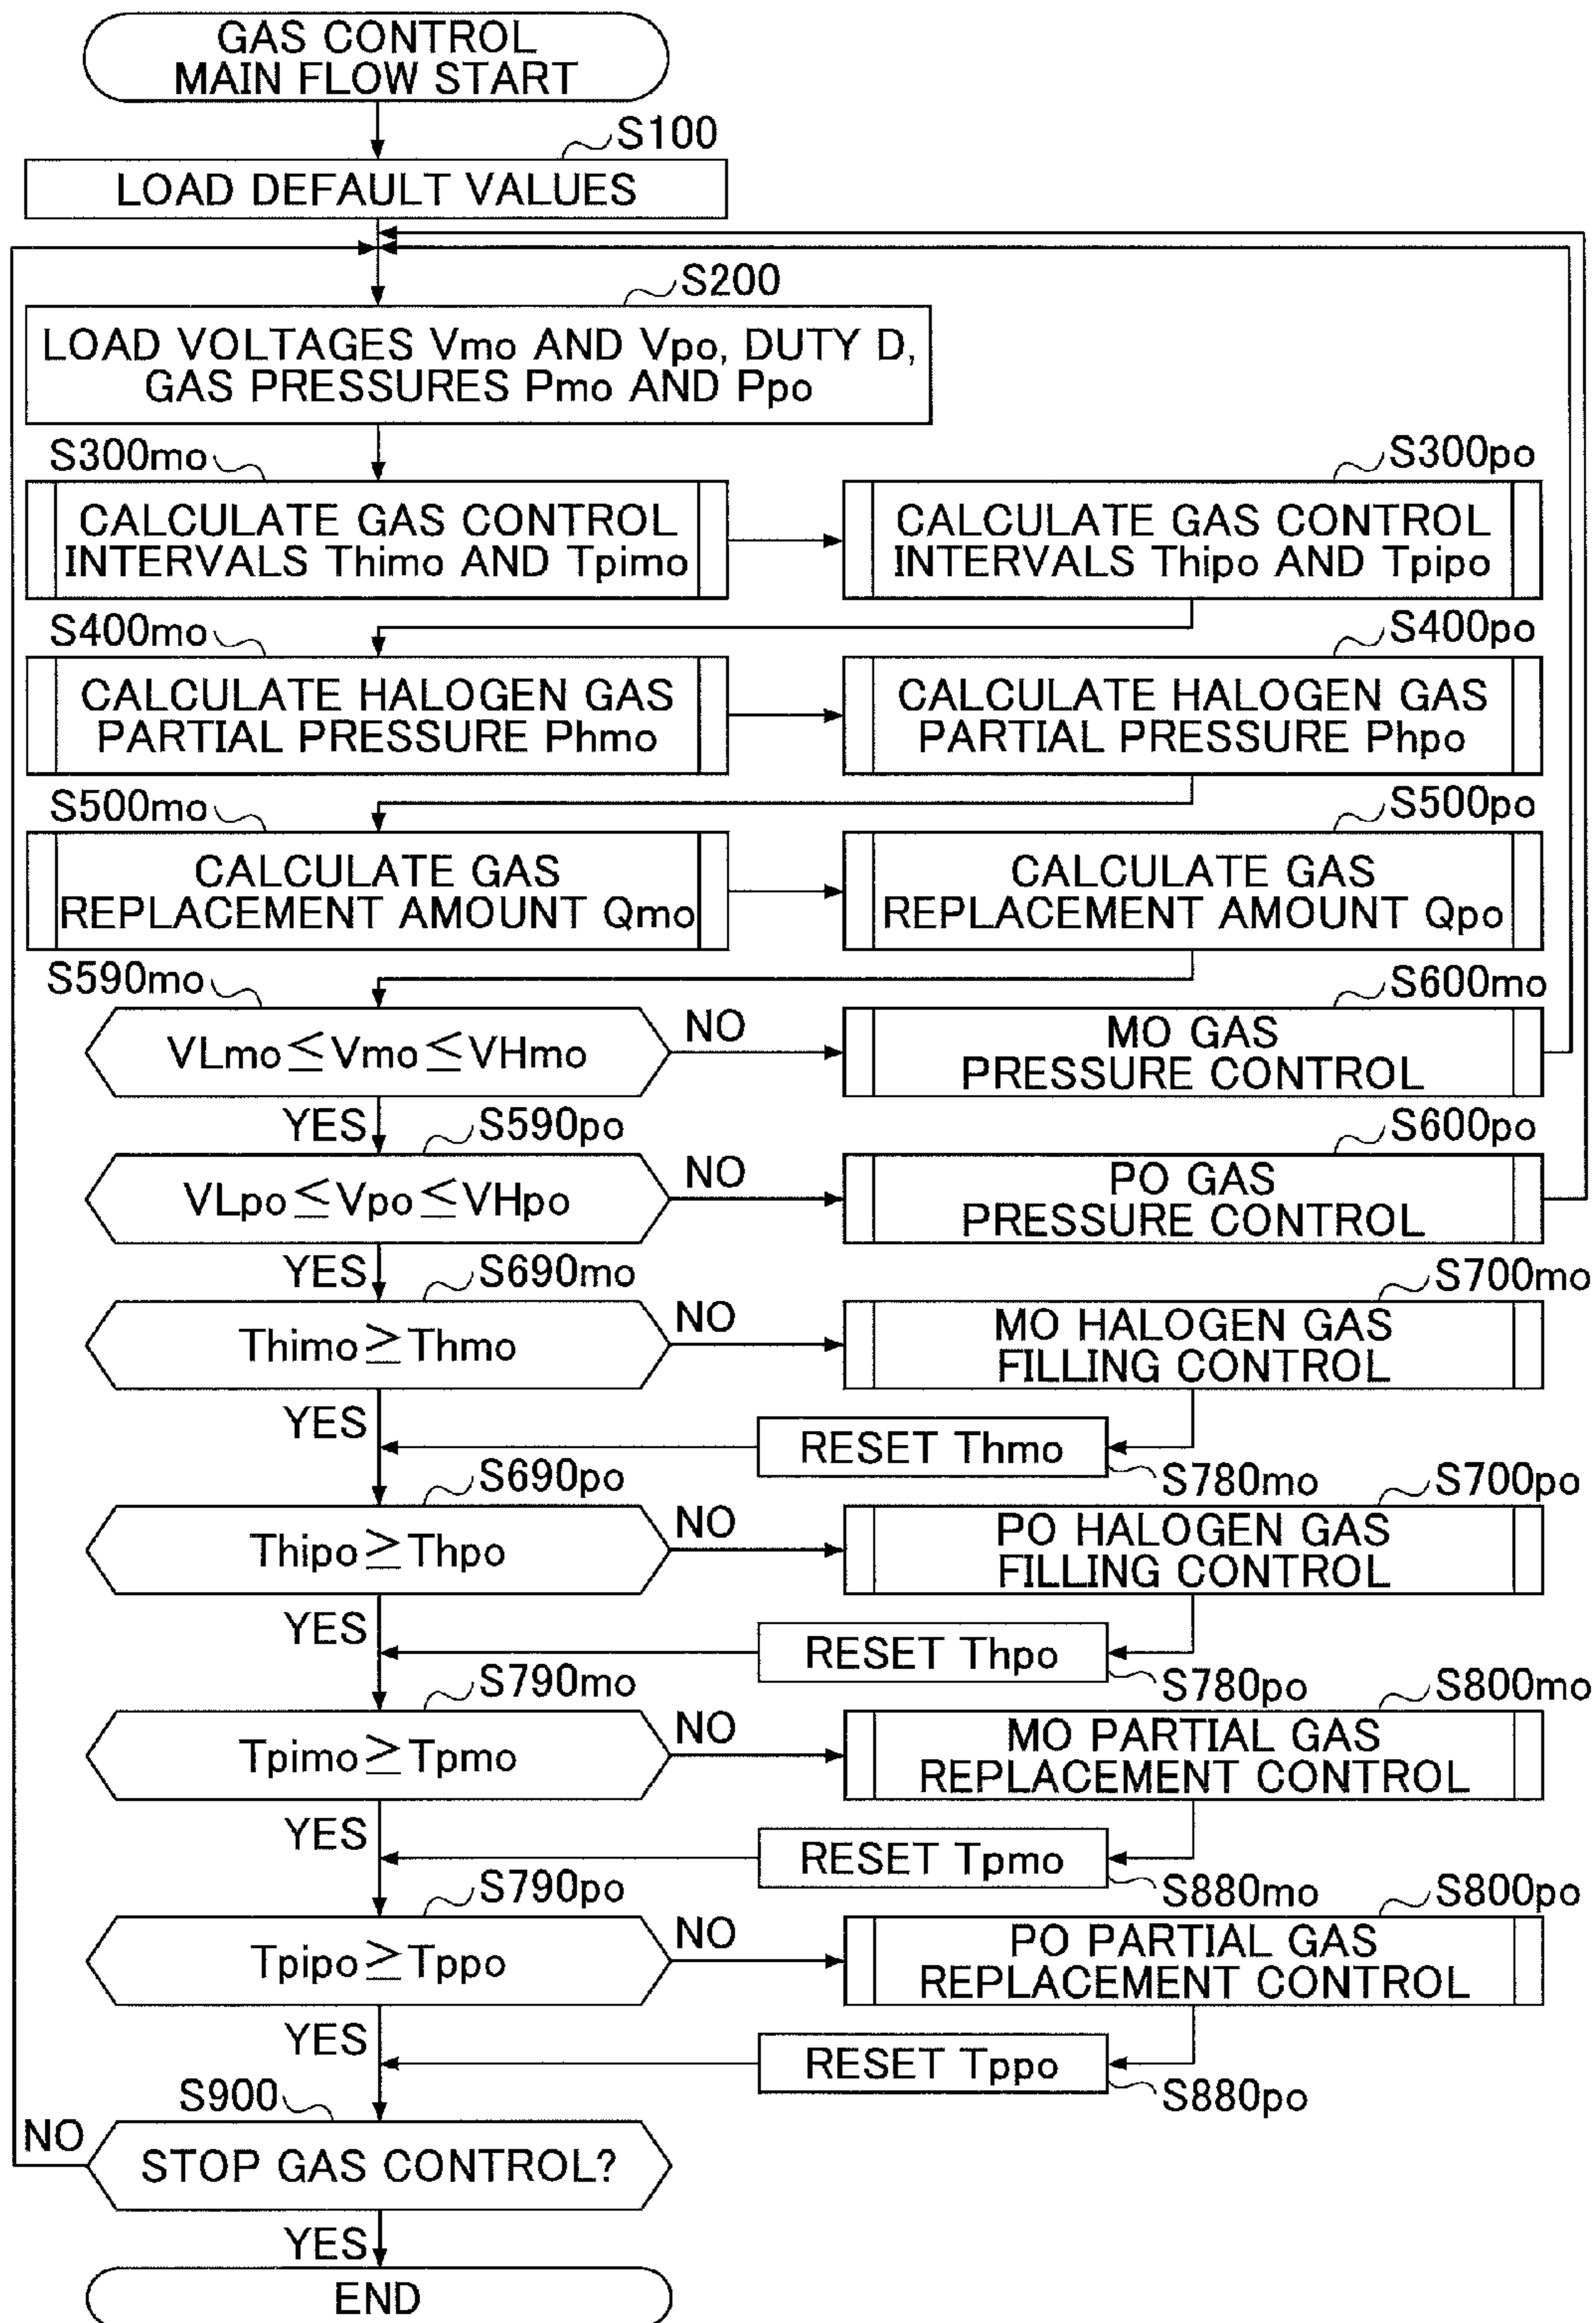 GAS CONTROL
MAIN FLOW START
S100
LOAD DEFAULT VALUES
S200
LOAD VOLTAGES Vmo AND Vpo, DUTY D,
GAS PRESSURES Pmo AND Ppo
S300mo
CALCULATE GAS CONTROL
INTERVALS Thimo AND Tpimo
S300po
CALCULATE GAS CONTROL
INTERVALS Thipo AND Tpipo
S400mo
CALCULATE HALOGEN GAS
PARTIAL PRESSURE Phmo
S400po
CALCULATE HALOGEN GAS
PARTIAL PRESSURE Phpo
S500mo
CALCULATE GAS
REPLACEMENT AMOUNT Qmo
S500po
CALCULATE GAS
REPLACEMENT AMOUNT Qpo
S590mo
VLmo ≤ Vmo ≤ VHmo
NO
S600mo
MO GAS
PRESSURE CONTROL
YES
S590po
VLpo ≤ Vpo ≤ VHpo
NO
S600po
PO GAS
PRESSURE CONTROL
YES
S690mo
Thimo ≥ Thmo
NO
S700mo
MO HALOGEN GAS
FILLING CONTROL
YES
RESET Thmo
S780mo
S690po
Thipo ≥ Thpo
NO
S700po
PO HALOGEN GAS
FILLING CONTROL
YES
RESET Thpo
S780po
S790mo
Tpimo ≥ Tpmo
NO
S800mo
MO PARTIAL GAS
REPLACEMENT CONTROL
YES
RESET Tpmo
S880mo
S790po
Tpipo ≥ Tppo
NO
S800po
PO PARTIAL GAS
REPLACEMENT CONTROL
YES
RESET Tppo
S880po
S900
NO
STOP GAS CONTROL?
YES
END